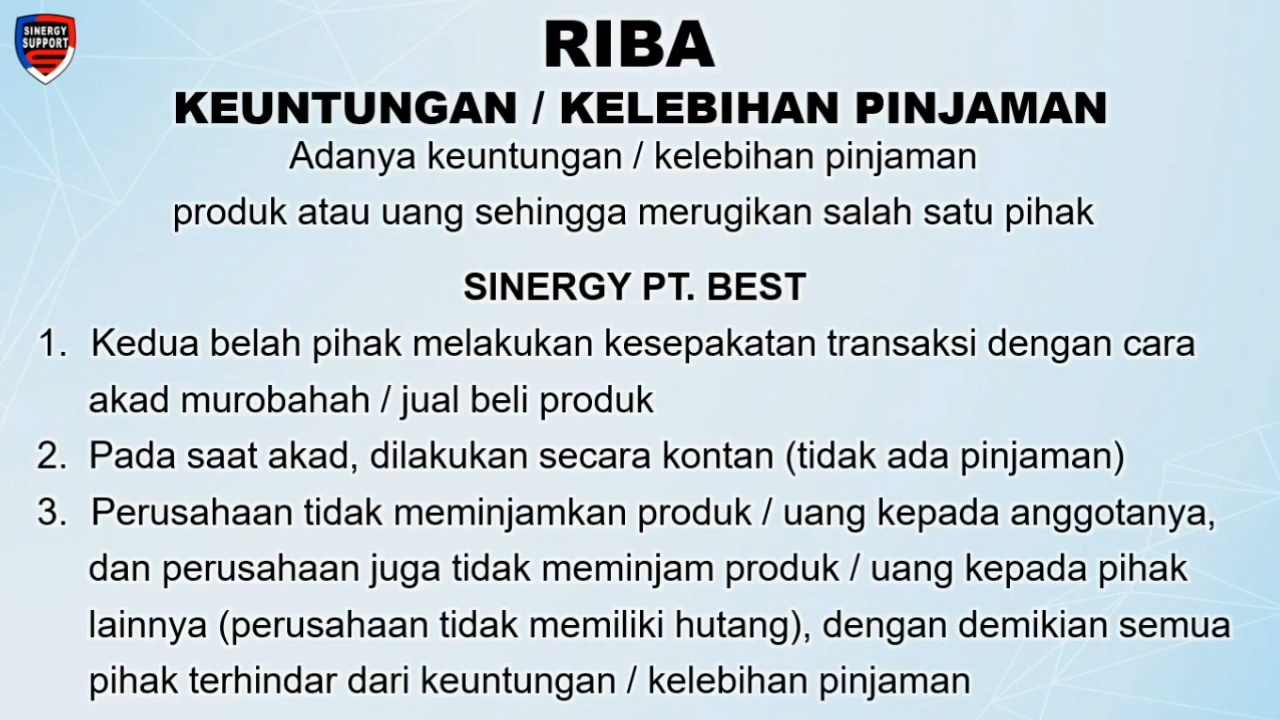 SINERGY
SUPPORT
RIBA
KEUNTUNGAN / KELEBIHAN PINJAMAN
Adanya keuntungan / kelebihan pinjaman
produk atau uang sehingga merugikan salah satu pihak
SINERGY PT. BEST
1. Kedua belah pihak melakukan kesepakatan transaksi dengan cara
akad murobahah / jual beli produk
2. Pada saat akad, dilakukan secara kontan (tidak ada pinjaman)
3. Perusahaan tidak meminjamkan produk / uang kepada anggotanya,
dan perusahaan juga tidak meminjam produk / uang kepada pihak
lainnya (perusahaan tidak memiliki hutang), dengan demikian semua
pihak terhindar dari keuntungan / kelebihan pinjaman